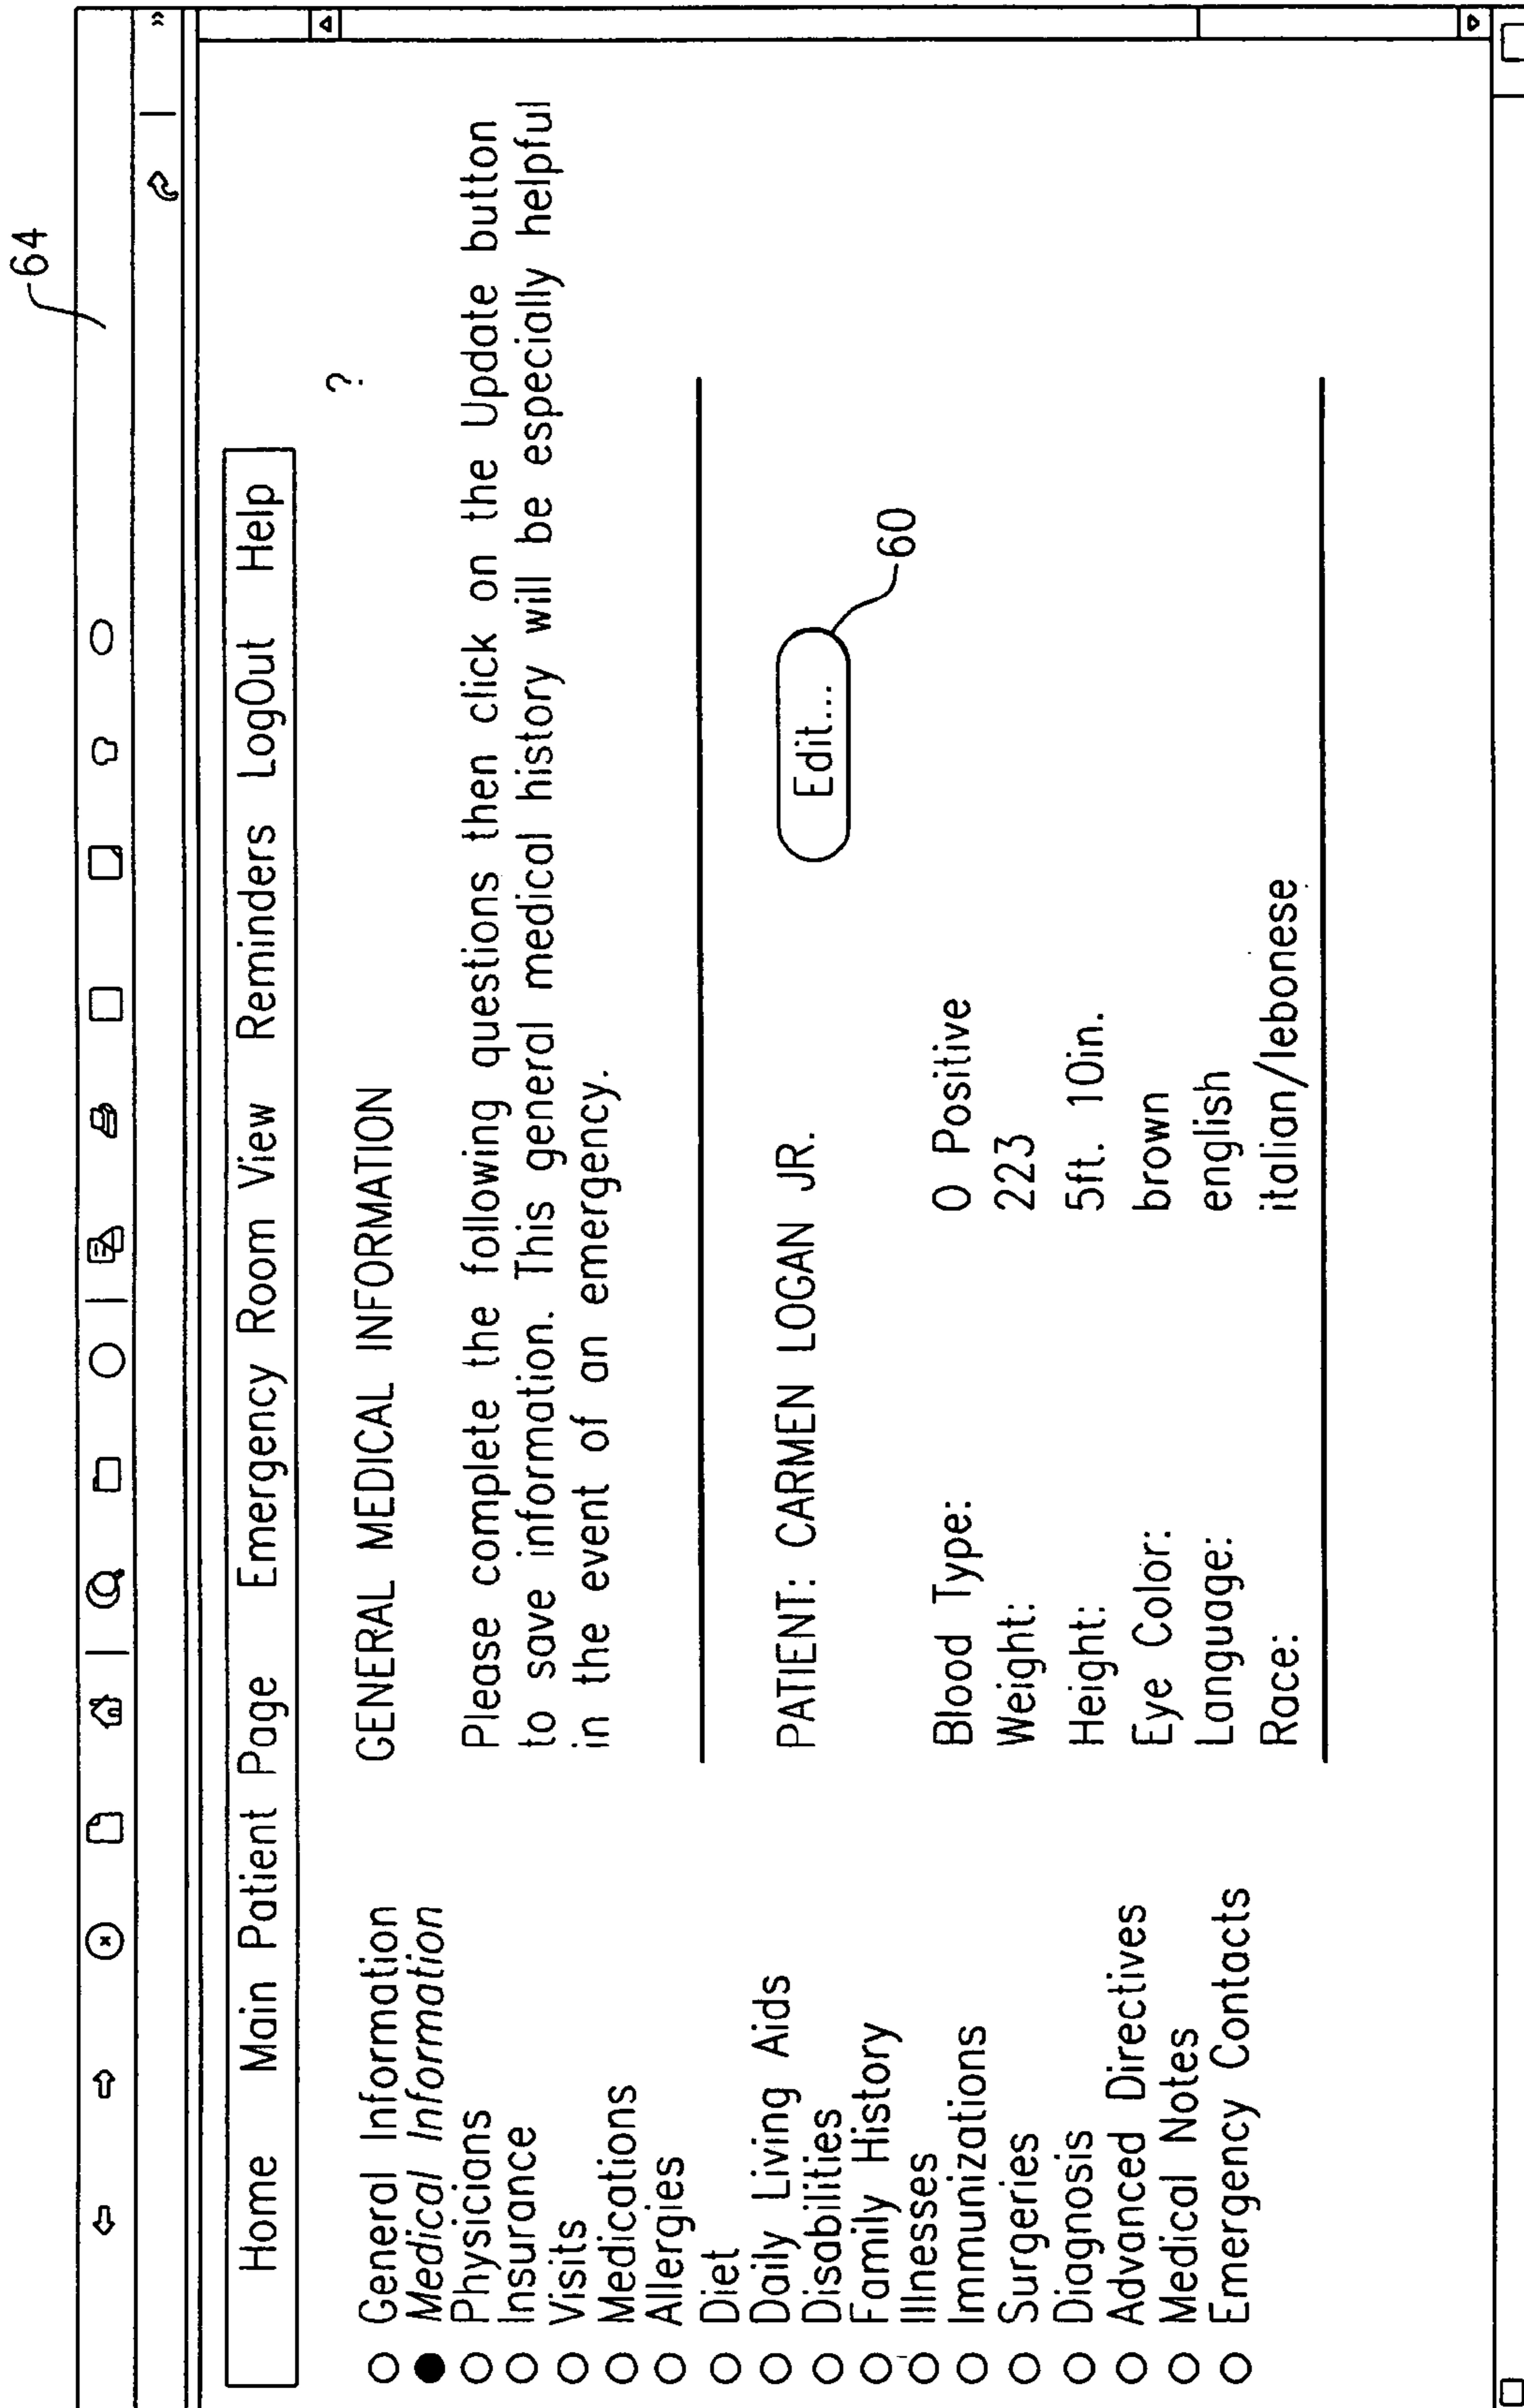 64
Home Main Patient Page Emergency Room View Reminders LogOut Help
?
General Information
Medical Information
Physicians
Insurance
Visits
Medications
Allergies
Diet
Daily Living Aids
Disabilities
Family History
Illnesses
Immunizations
Surgeries
Diagnosis
Advanced Directives
Medical Notes
Emergency Contacts
GENERAL MEDICAL INFORMATION
Please complete the following questions then click on the Update button
to save information. This general medical history will be especially helpful
in the event of an emergency.
PATIENT: CARMEN LOGAN JR.
Edit...
60
Blood Type: O Positive
Weight: 223
Height: 5ft. 10in.
Eye Color: brown
Language: english
Race: italian/lebonese